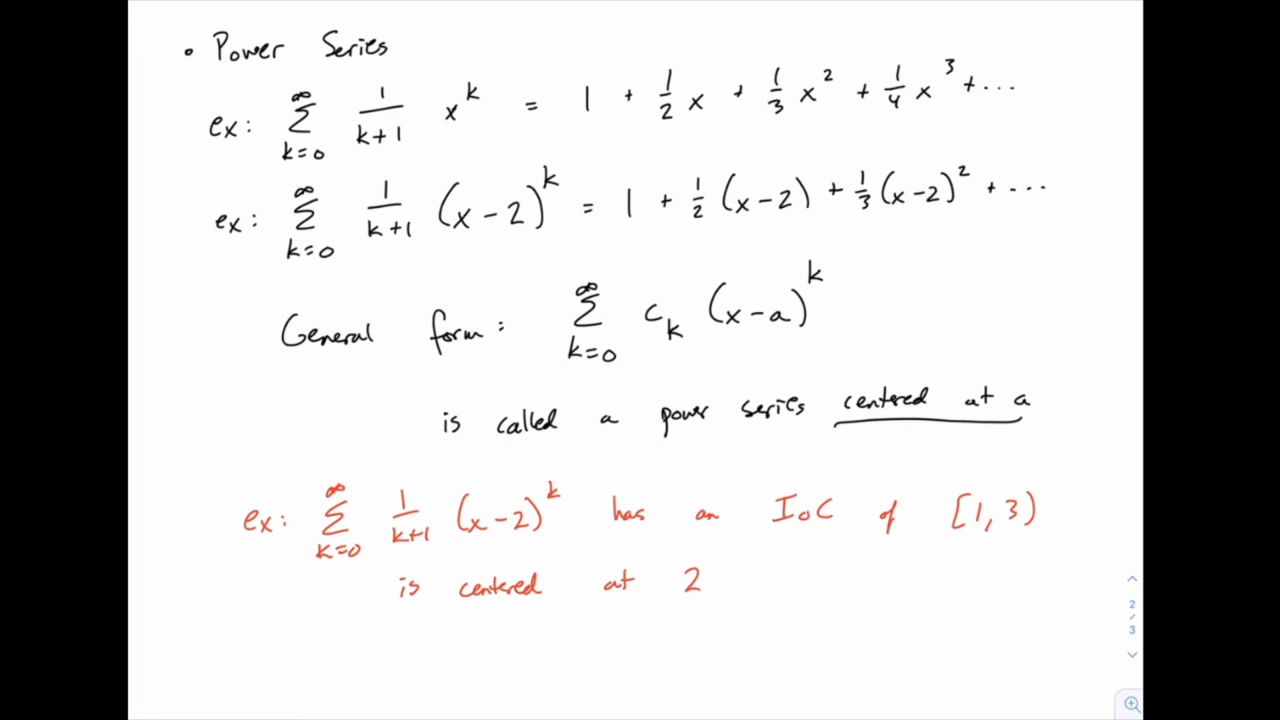 • Power Series
ex: ∑_{k=0}^{∞} 1/(k+1) x^k = 1 + 1/2 x + 1/3 x^2 + 1/4 x^3 + ...
ex: ∑_{k=0}^{∞} 1/(k+1) (x-2)^k = 1 + 1/2 (x-2) + 1/3 (x-2)^2 + ...
General form: ∑_{k=0}^{∞} c_k (x-a)^k
is called a power series centered at a
ex: ∑_{k=0}^{∞} 1/(k+1) (x-2)^k has an IoC of [1,3)
is centered at 2
2
/
3